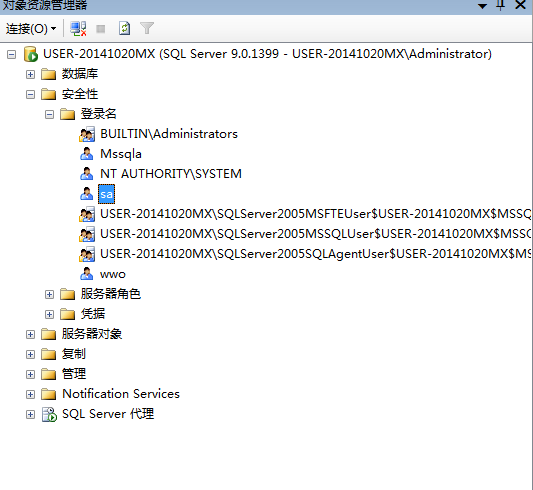 对象资源管理器
连接(O)
USER-20141020MX (SQL Server 9.0.1399 - USER-20141020MX\Administrator)
数据库
安全性
登录名
BUILTIN\Administrators
Mssqla
NT AUTHORITY\SYSTEM
sa
USER-20141020MX\SQLServer2005MSFTEUser$USER-20141020MX$MSSQ
USER-20141020MX\SQLServer2005MSSQLUser$USER-20141020MX$MSSQ
USER-20141020MX\SQLServer2005SQLAgentUser$USER-20141020MX$MS
wwo
服务器角色
凭据
服务器对象
复制
管理
Notification Services
SQL Server 代理